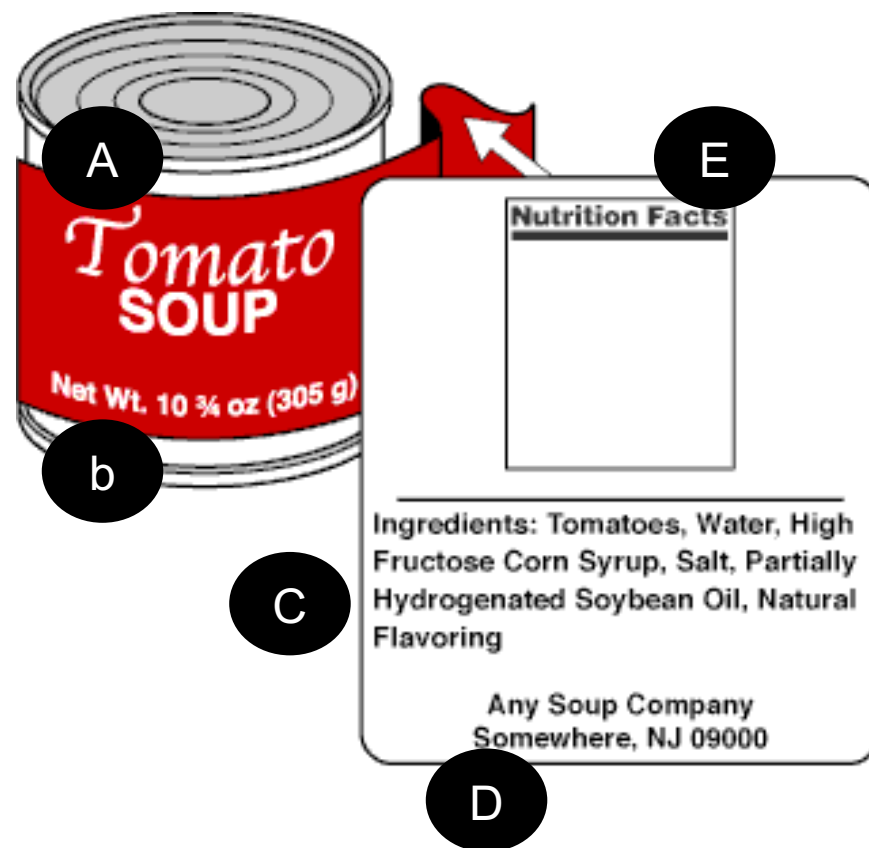 A
Tomato
SOUP
Net Wt. 10 ¾ oz (305 g)
b
E
Nutrition Facts
C
Ingredients: Tomatoes, Water, High
Fructose Corn Syrup, Salt, Partially
Hydrogenated Soybean Oil, Natural
Flavoring
Any Soup Company
Somewhere, NJ 09000
D